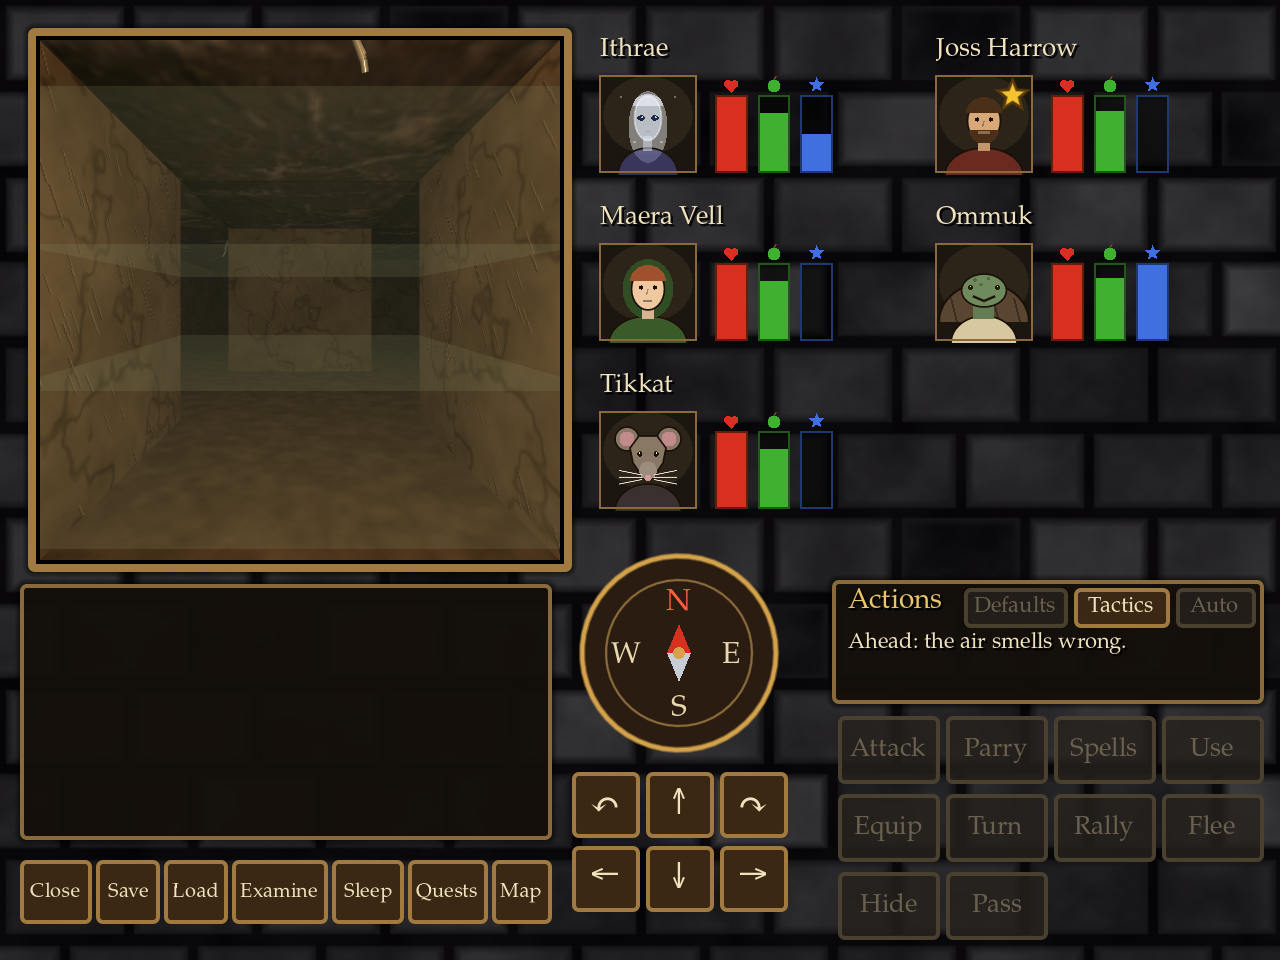 Ithrae
Joss Harrow
Maera Vell
Ommuk
Tikkat
N
W E
S
Actions Defaults Tactics Auto
Ahead: the air smells wrong.
Attack Parry Spells Use
Equip Turn Rally Flee
Hide Pass
Close Save Load Examine Sleep Quests Map